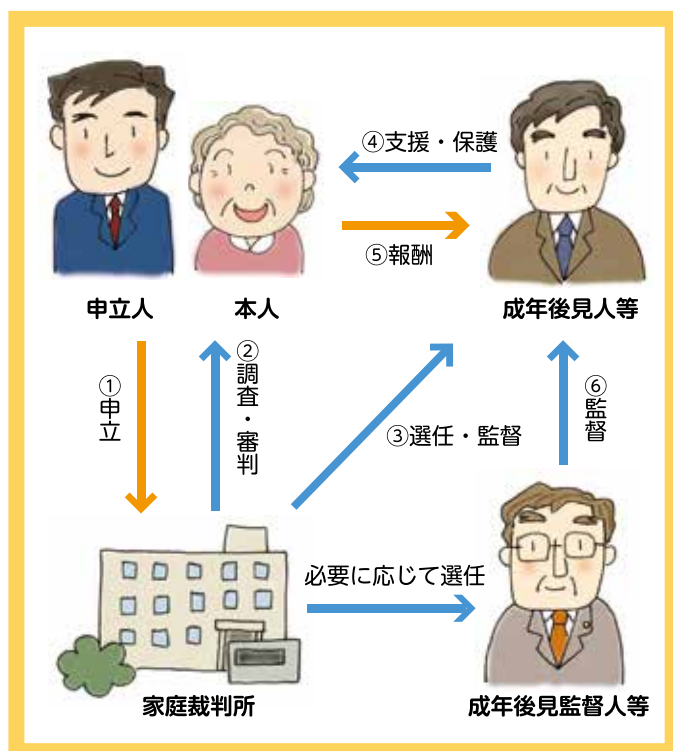 ④支援・保護
⑤報酬
申立人
本人
成年後見人等
①申立
②調査・審判
③選任・監督
⑥監督
必要に応じて選任
家庭裁判所
成年後見監督人等